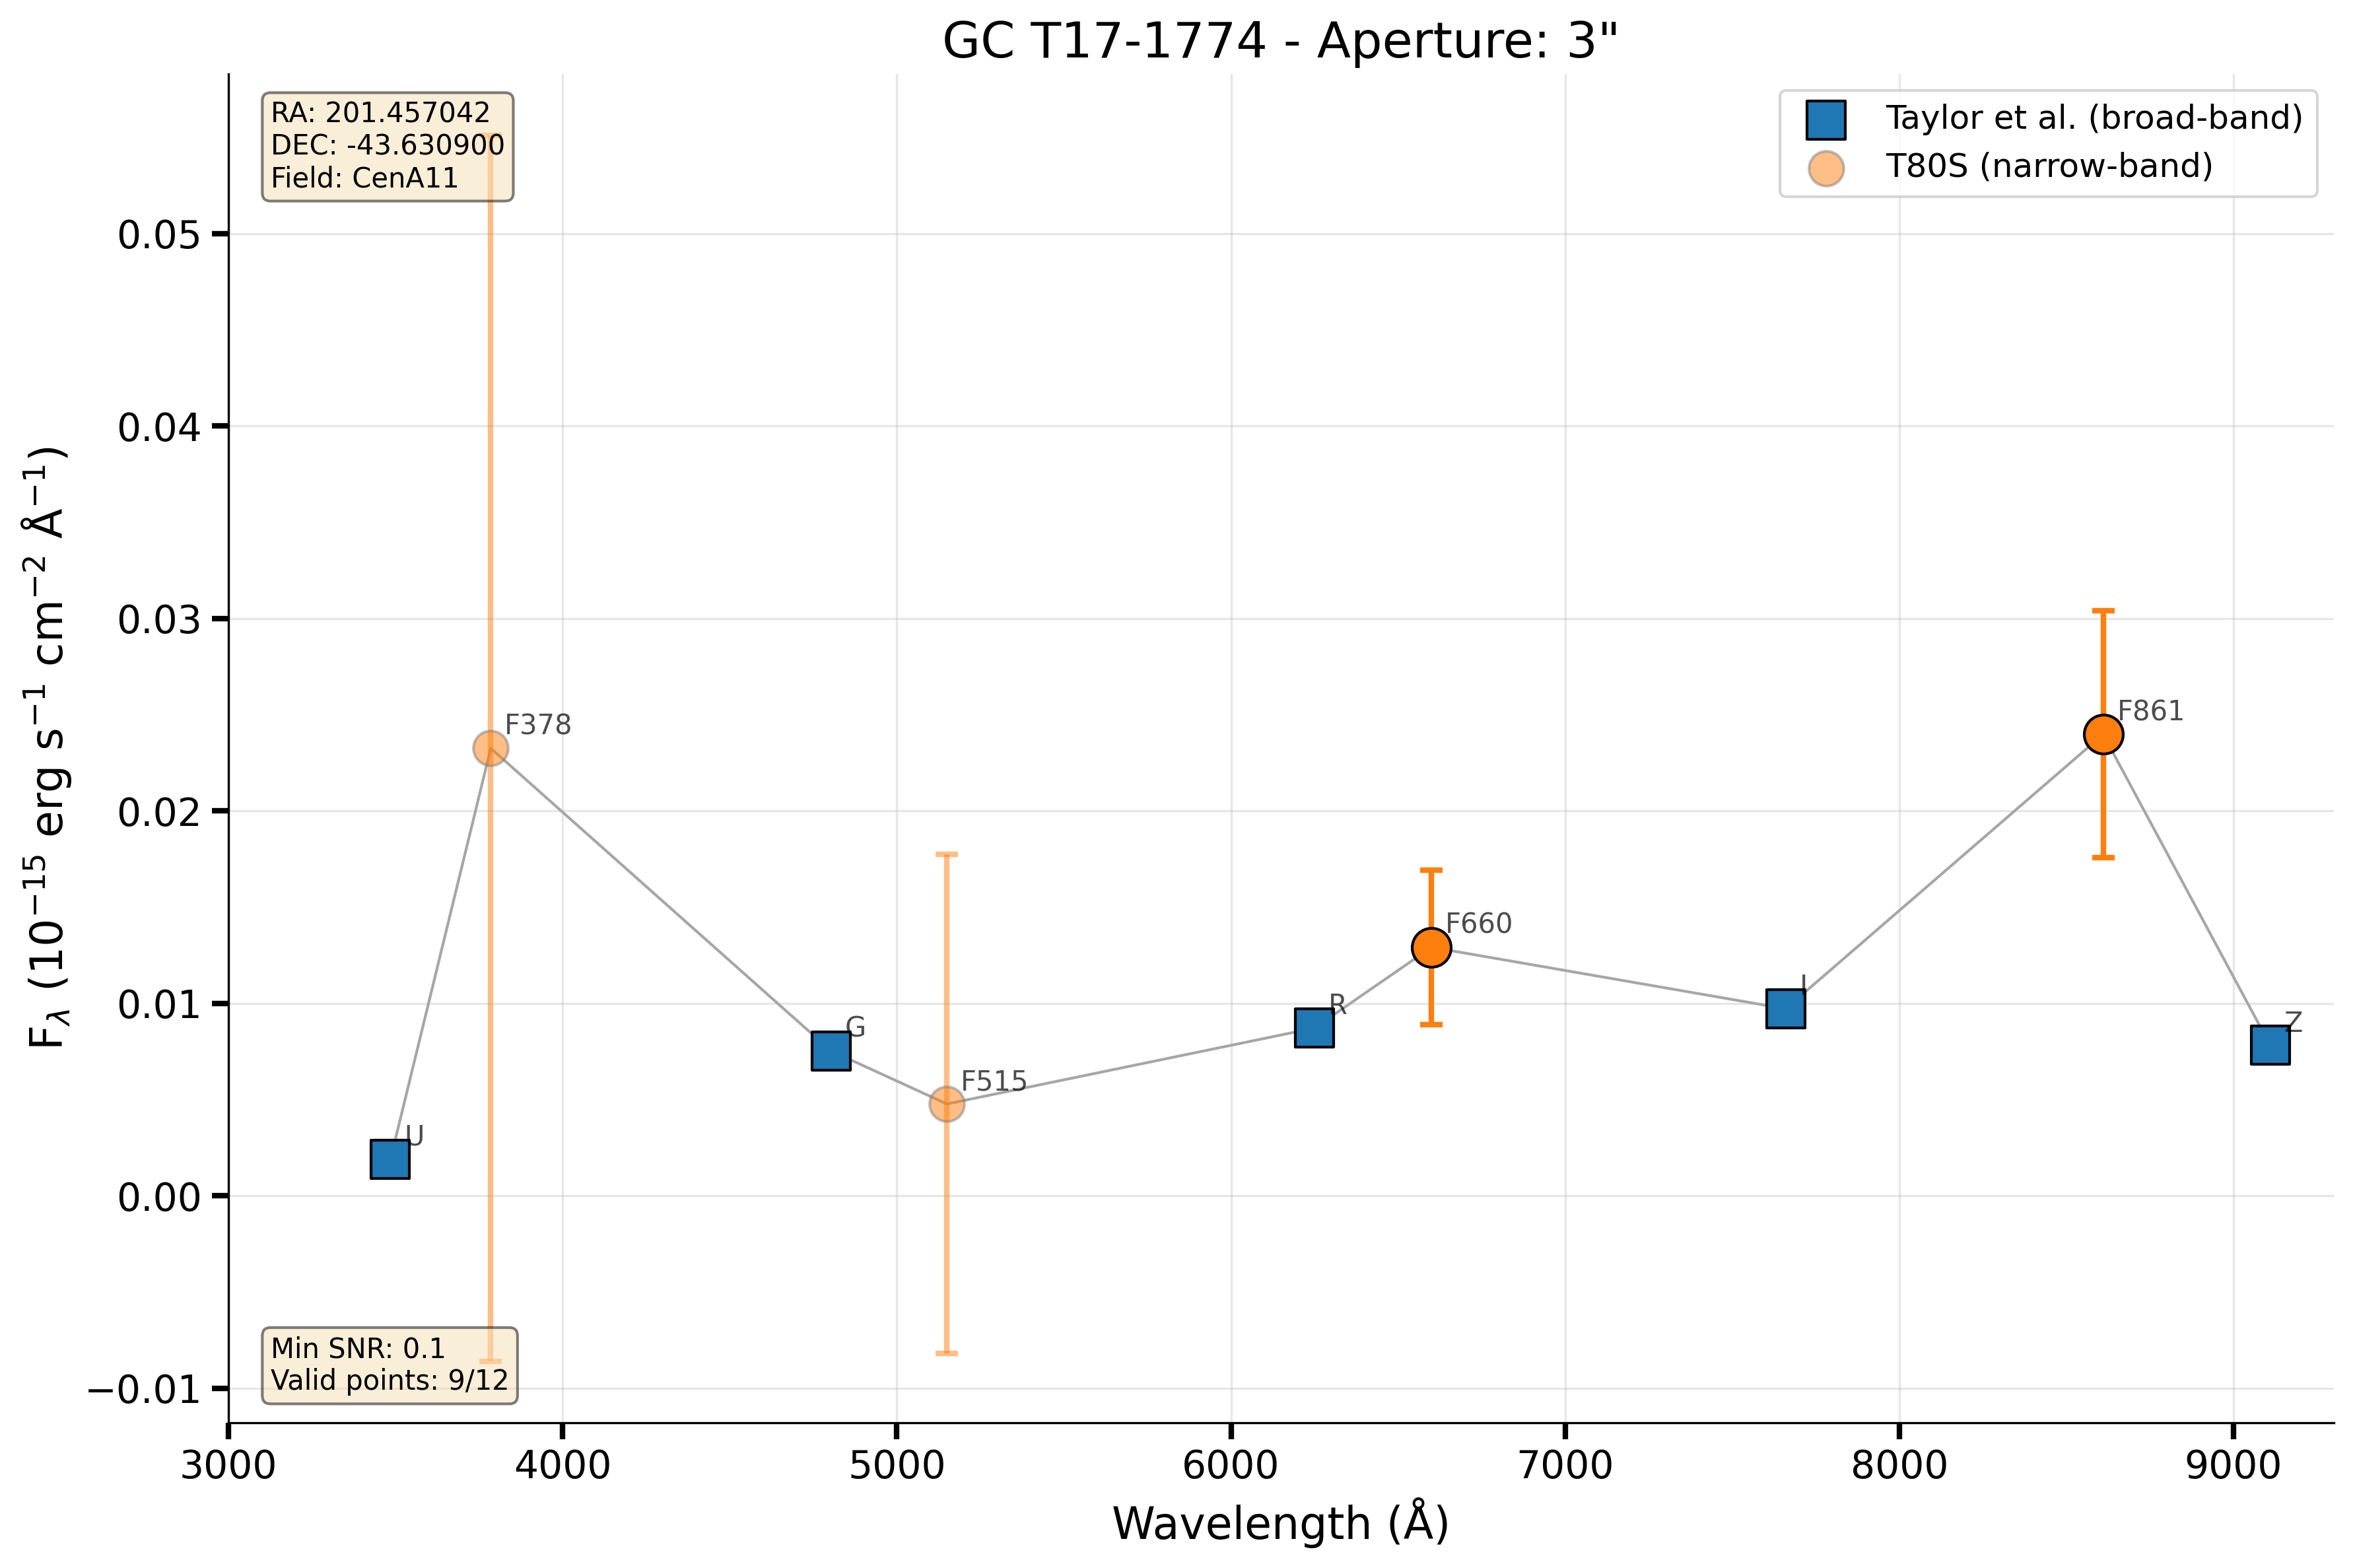 GC T17-1774 - Aperture: 3"
RA: 201.457042
DEC: -43.630900
Field: CenA11
Taylor et al. (broad-band)
T80S (narrow-band)
F_λ (10⁻¹⁵ erg s⁻¹ cm⁻² Å⁻¹)
0.05
0.04
0.03
0.02
0.01
0.00
−0.01
U
F378
G
F515
R
F660
I
F861
Z
Min SNR: 0.1
Valid points: 9/12
3000 4000 5000 6000 7000 8000 9000
Wavelength (Å)